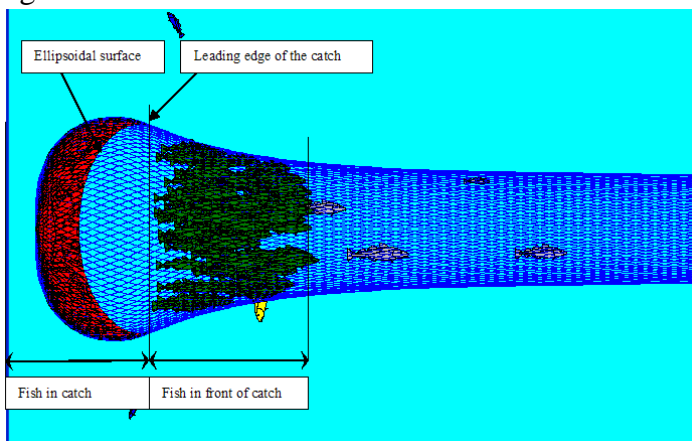 Ellipsoidal surface
Leading edge of the catch
Fish in catch
Fish in front of catch